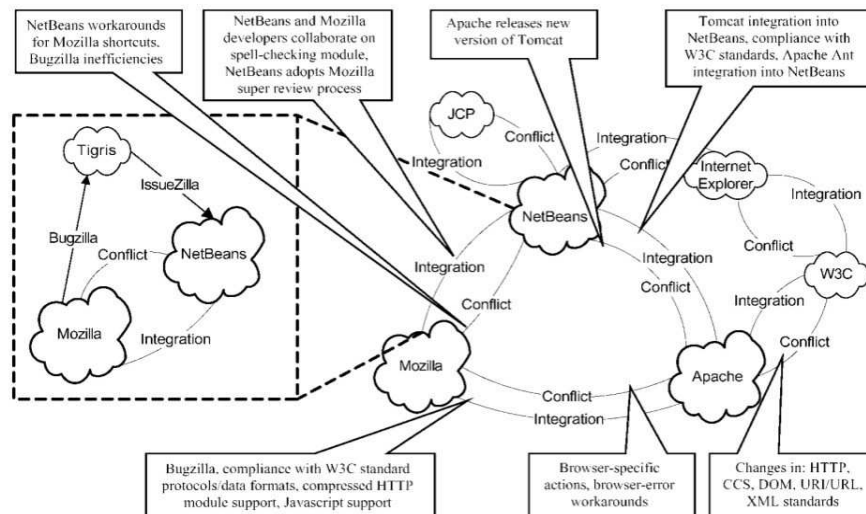 NetBeans workarounds
for Mozilla shortcuts,
Bugzilla inefficiencies
NetBeans and Mozilla
developers collaborate on
spell-checking module,
NetBeans adopts Mozilla
super review process
Apache releases new
version of Tomcat
Tomcat integration into
NetBeans, compliance with
W3C standards, Apache Ant
integration into NetBeans
Tigris
IssueZilla
Bugzilla
Conflict
NetBeans
Mozilla
Integration
JCP
Conflict
Integration
NetBeans
Integration
Conflict
Internet
Explorer
Integration
Conflict
W3C
Integration
Conflict
Integration
Conflict
Integration
Conflict
Mozilla
Apache
Conflict
Integration
Bugzilla, compliance with W3C standard
protocols/data formats, compressed HTTP
module support, Javascript support
Browser-specific
actions, browser-error
workarounds
Changes in: HTTP,
CCS, DOM, URI/URL,
XML standards